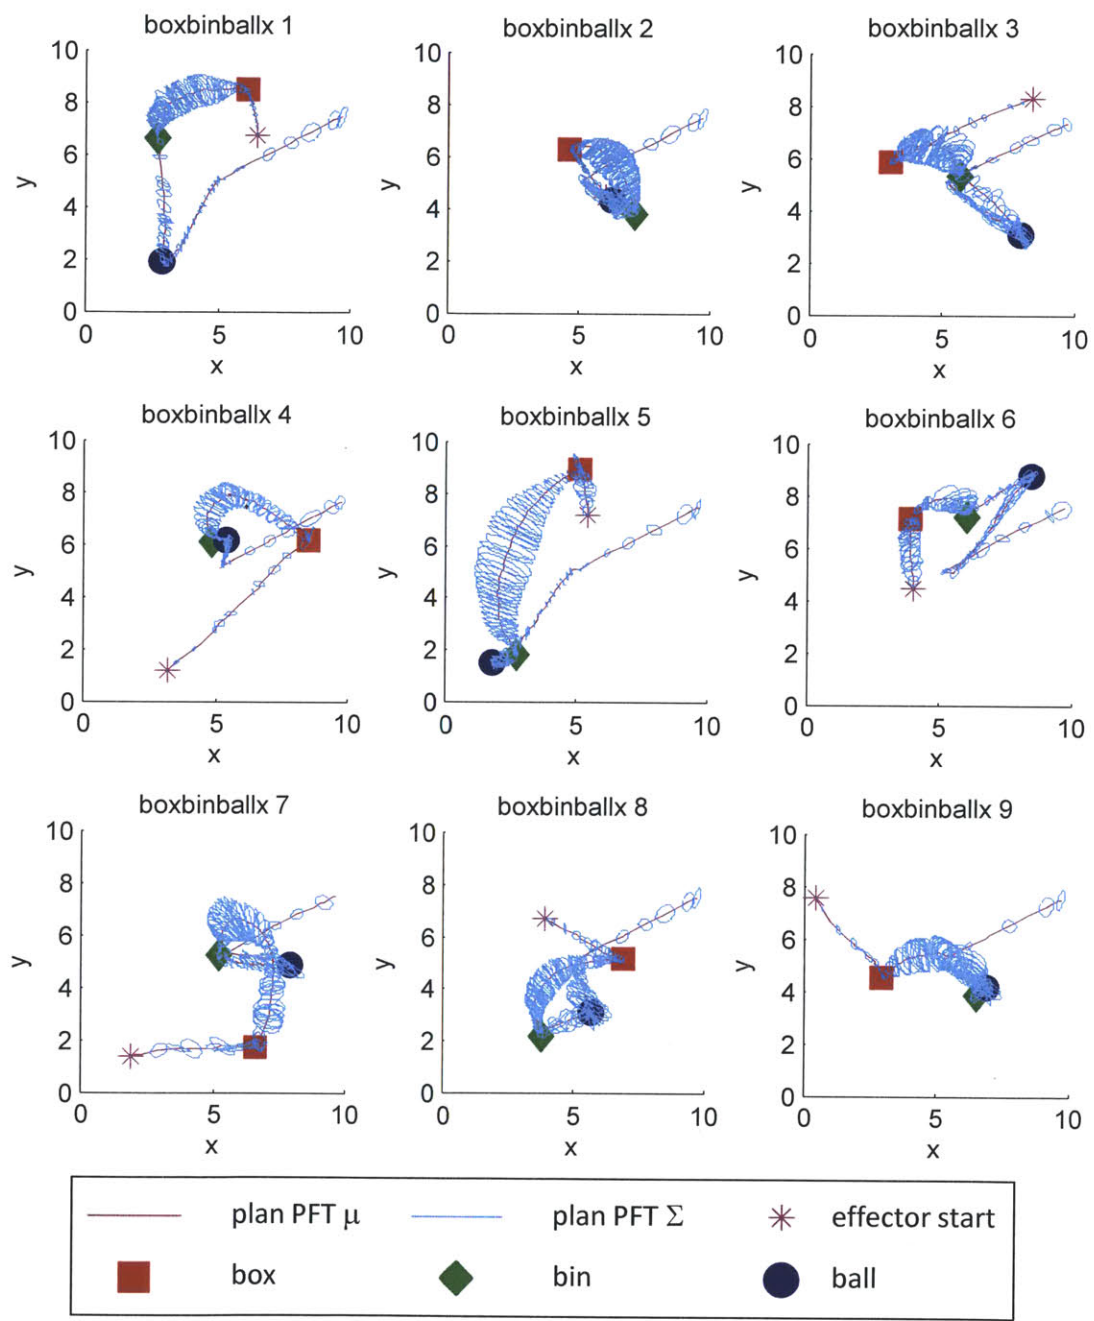 boxbinballx 1
boxbinballx 2
boxbinballx 3
10
8
6
4
2
0
y
0
5
10
x
10
8
6
4
2
0
y
0
5
10
x
10
8
6
4
2
0
y
0
5
10
x
boxbinballx 4
boxbinballx 5
boxbinballx 6
10
8
6
4
2
0
y
0
5
10
x
10
8
6
4
2
0
y
0
5
10
x
10
8
6
4
2
0
y
0
5
10
x
boxbinballx 7
boxbinballx 8
boxbinballx 9
10
8
6
4
2
0
y
0
5
10
x
10
8
6
4
2
0
y
0
5
10
x
10
8
6
4
2
0
y
0
5
10
x
plan PFT μ
plan PFT Σ
effector start
box
bin
ball